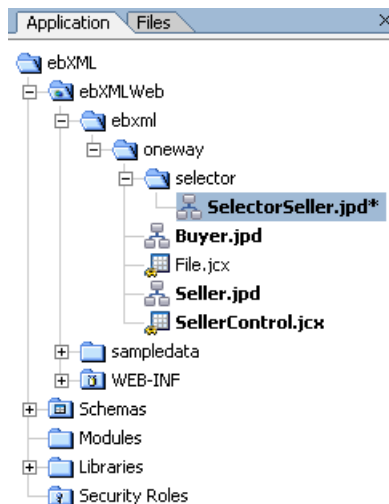 Application Files
ebXML
ebXMLWeb
ebxml
oneway
selector
SelectorSeller.jpd*
Buyer.jpd
File.jcx
Seller.jpd
SellerControl.jcx
sampledata
WEB-INF
Schemas
Modules
Libraries
Security Roles